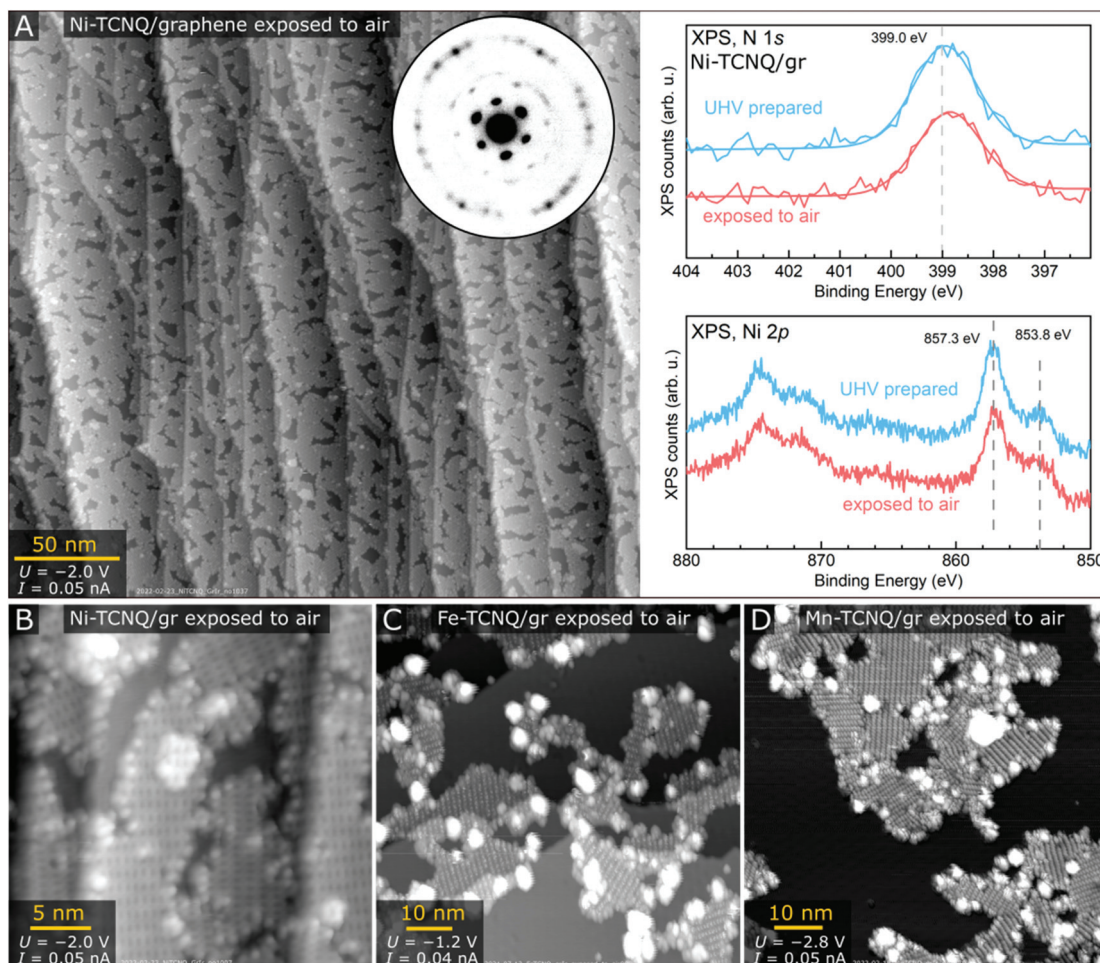 A Ni-TCNQ/graphene exposed to air
50 nm
U = −2.0 V
I = 0.05 nA
2022-02-23_NiTCNQ_GrIr_no1037
XPS, N 1s
Ni-TCNQ/gr
399.0 eV
UHV prepared
exposed to air
XPS counts (arb. u.)
404 403 402 401 400 399 398 397
Binding Energy (eV)
XPS, Ni 2p
857.3 eV 853.8 eV
UHV prepared
exposed to air
XPS counts (arb. u.)
880 870 860 850
Binding Energy (eV)
B Ni-TCNQ/gr exposed to air
5 nm
U = −2.0 V
I = 0.05 nA
C Fe-TCNQ/gr exposed to air
10 nm
U = −1.2 V
I = 0.04 nA
D Mn-TCNQ/gr exposed to air
10 nm
U = −2.8 V
I = 0.05 nA